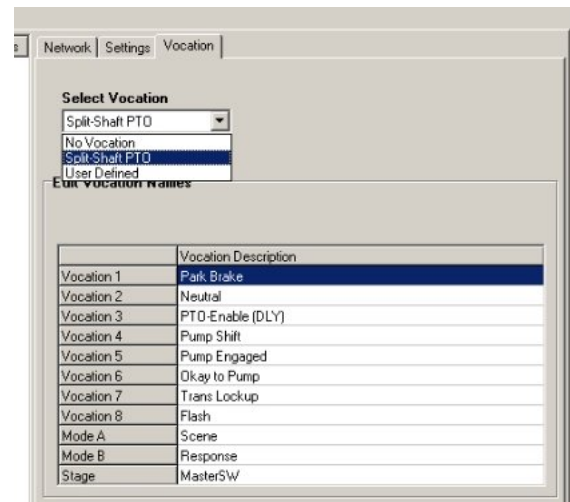 s
Network
Settings
Vocation
Select Vocation
Split-Shaft PTO
No Vocation
Split-Shaft PTO
User Defined
Edit Vocation Names
Vocation Description
Vocation 1 Park Brake
Vocation 2 Neutral
Vocation 3 PTO-Enable (DLY)
Vocation 4 Pump Shift
Vocation 5 Pump Engaged
Vocation 6 Okay to Pump
Vocation 7 Trans Lockup
Vocation 8 Flash
Mode A Scene
Mode B Response
Stage MasterSW